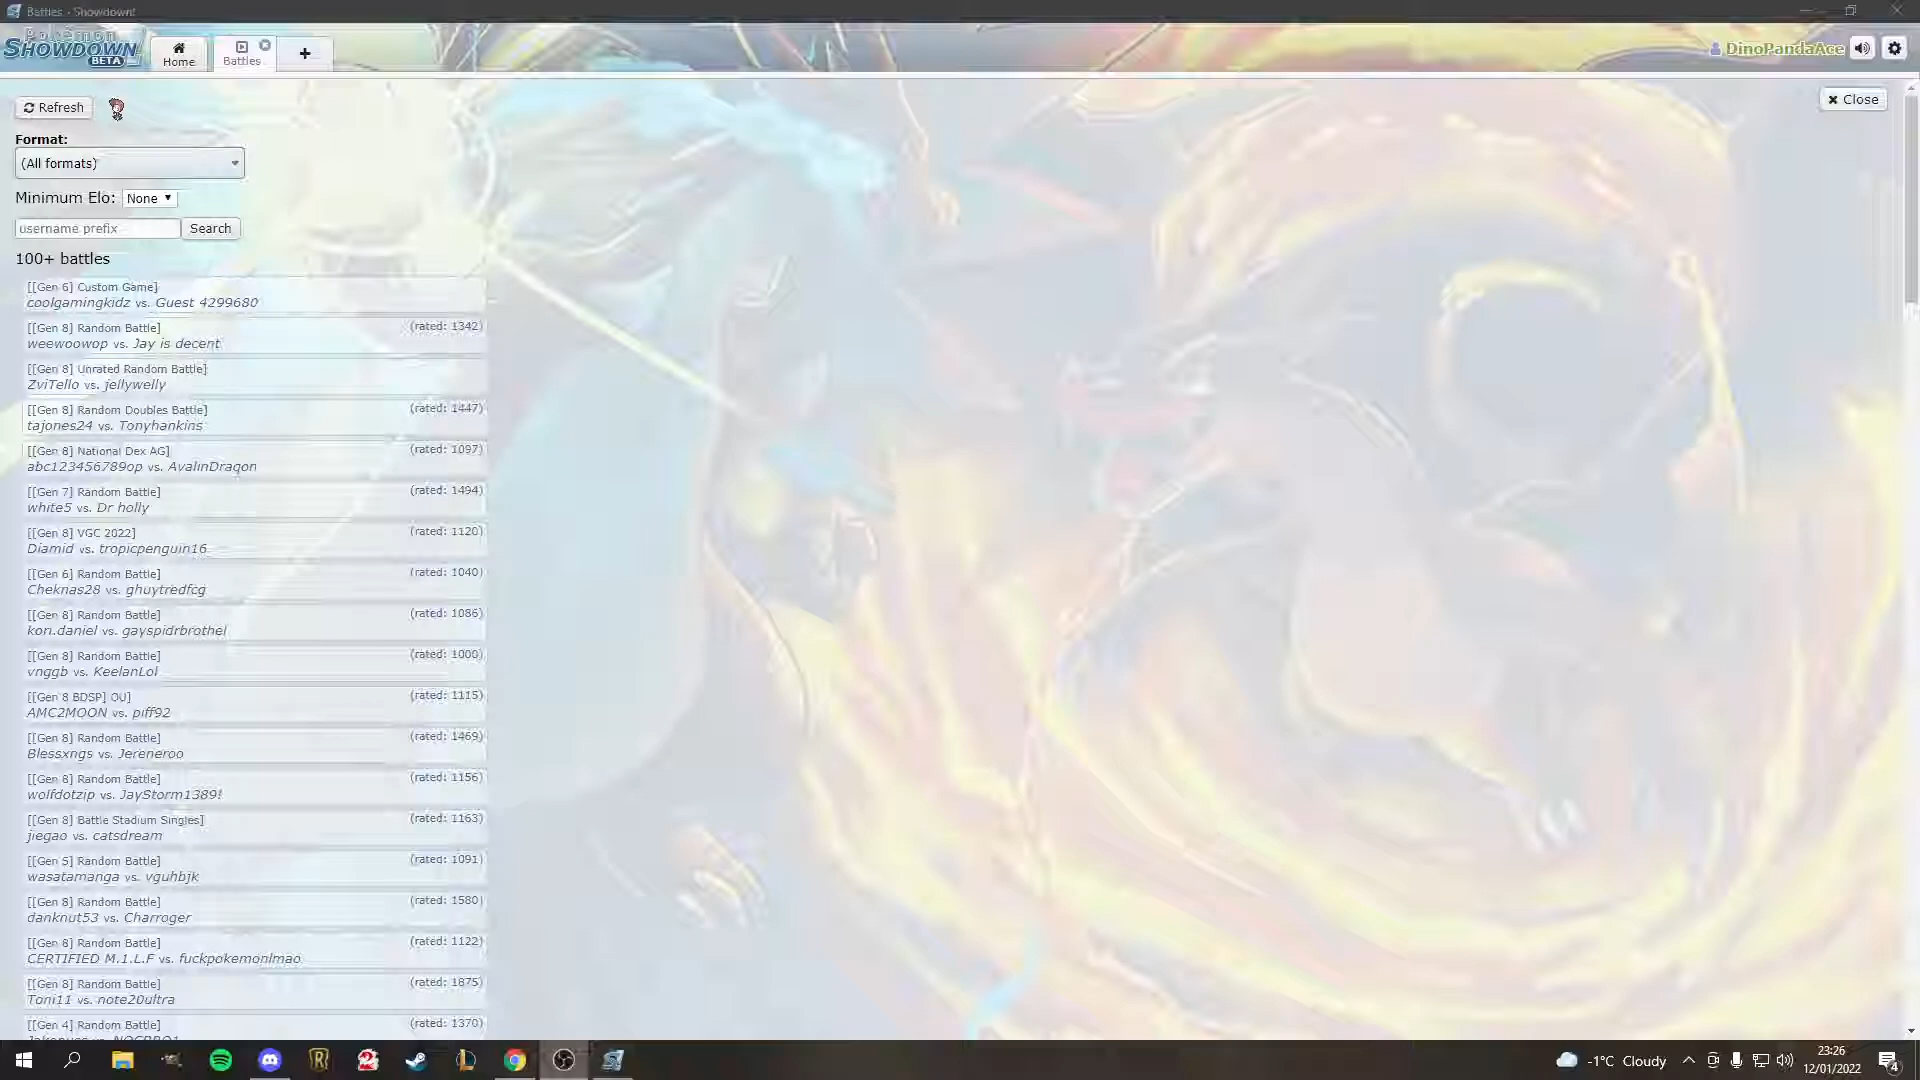 Battles - Showdown!
Pokémon
SHOWDOWN!
BETA
Home
Battles
+
DinoPandaAce
Refresh
Close
Format:
(All formats)
Minimum Elo: None
username prefix
Search
100+ battles
[[Gen 6] Custom Game]
coolgamingkidz vs. Guest 4299680
[[Gen 8] Random Battle] (rated: 1342)
weewoowop vs. Jay is decent
[[Gen 8] Unrated Random Battle]
ZviTello vs. jellywelly
[[Gen 8] Random Doubles Battle] (rated: 1447)
tajones24 vs. Tonyhankins
[[Gen 8] National Dex AG] (rated: 1097)
abc123456789op vs. AvalinDragon
[[Gen 7] Random Battle] (rated: 1494)
white5 vs. Dr holly
[[Gen 8] VGC 2022] (rated: 1120)
Diamid vs. tropicpenguin16
[[Gen 6] Random Battle] (rated: 1040)
Cheknas28 vs. ghuytredfcg
[[Gen 8] Random Battle] (rated: 1086)
kori.daniel vs. gayspidrbrothel
[[Gen 8] Random Battle] (rated: 1000)
vnggb vs. KeelanLol
[[Gen 8 BDSP] OU] (rated: 1115)
AMC2MOON vs. piff92
[[Gen 8] Random Battle] (rated: 1469)
Blessxngs vs. Jereneroo
[[Gen 8] Random Battle] (rated: 1156)
wolfdotzip vs. JayStorm1389!
[[Gen 8] Battle Stadium Singles] (rated: 1163)
jiegao vs. catsdream
[[Gen 5] Random Battle] (rated: 1091)
wasatamanga vs. vguhbjk
[[Gen 8] Random Battle] (rated: 1580)
danknut53 vs. Charroger
[[Gen 8] Random Battle] (rated: 1122)
CERTIFIED M.1.L.F vs. fuckpokemonlmao
[[Gen 8] Random Battle] (rated: 1875)
Toni11 vs. note20ultra
[[Gen 4] Random Battle] (rated: 1370)
-1°C Cloudy
23:26
12/01/2022
4